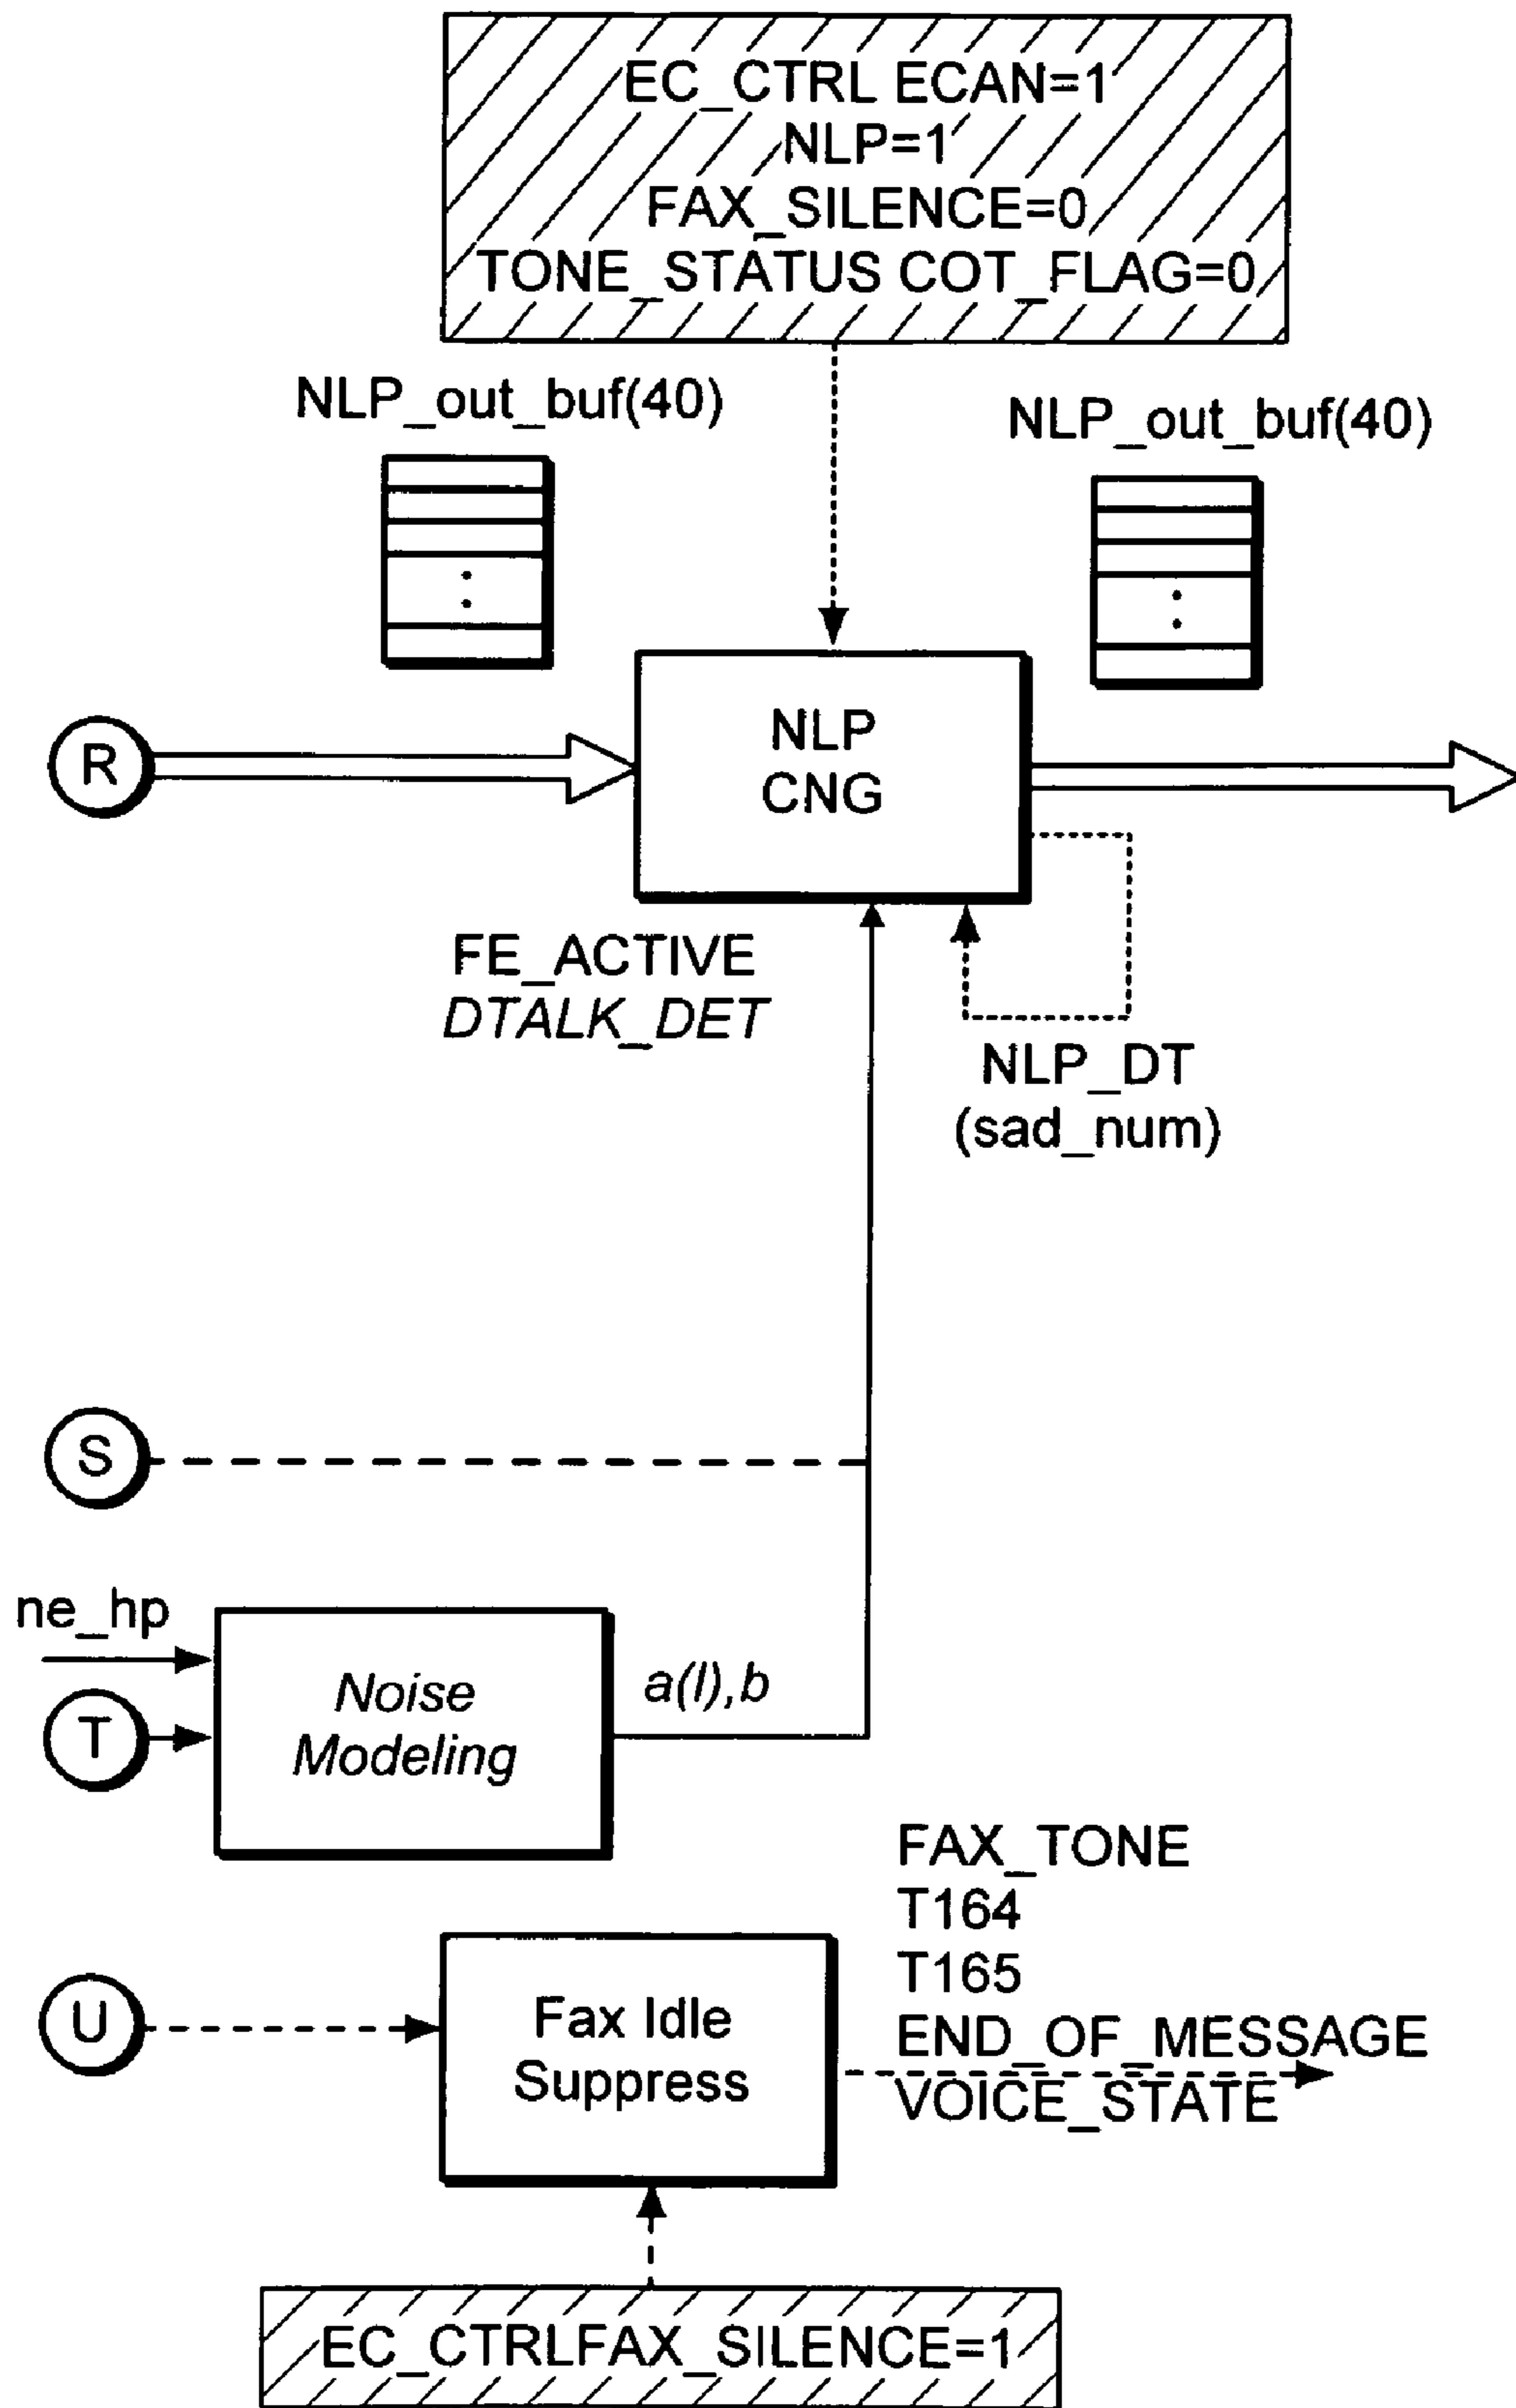 EC_CTRL ECAN=1
NLP=1
FAX_SILENCE=0
TONE_STATUS COT_FLAG=0
NLP_out_buf(40)
NLP_out_buf(40)
R
NLP
CNG
FE_ACTIVE
DTALK_DET
NLP_DT
(sad_num)
S
ne_hp
T
Noise
Modeling
a(l),b
FAX_TONE
T164
T165
END_OF_MESSAGE
VOICE_STATE
U
Fax Idle
Suppress
EC_CTRLFAX_SILENCE=1